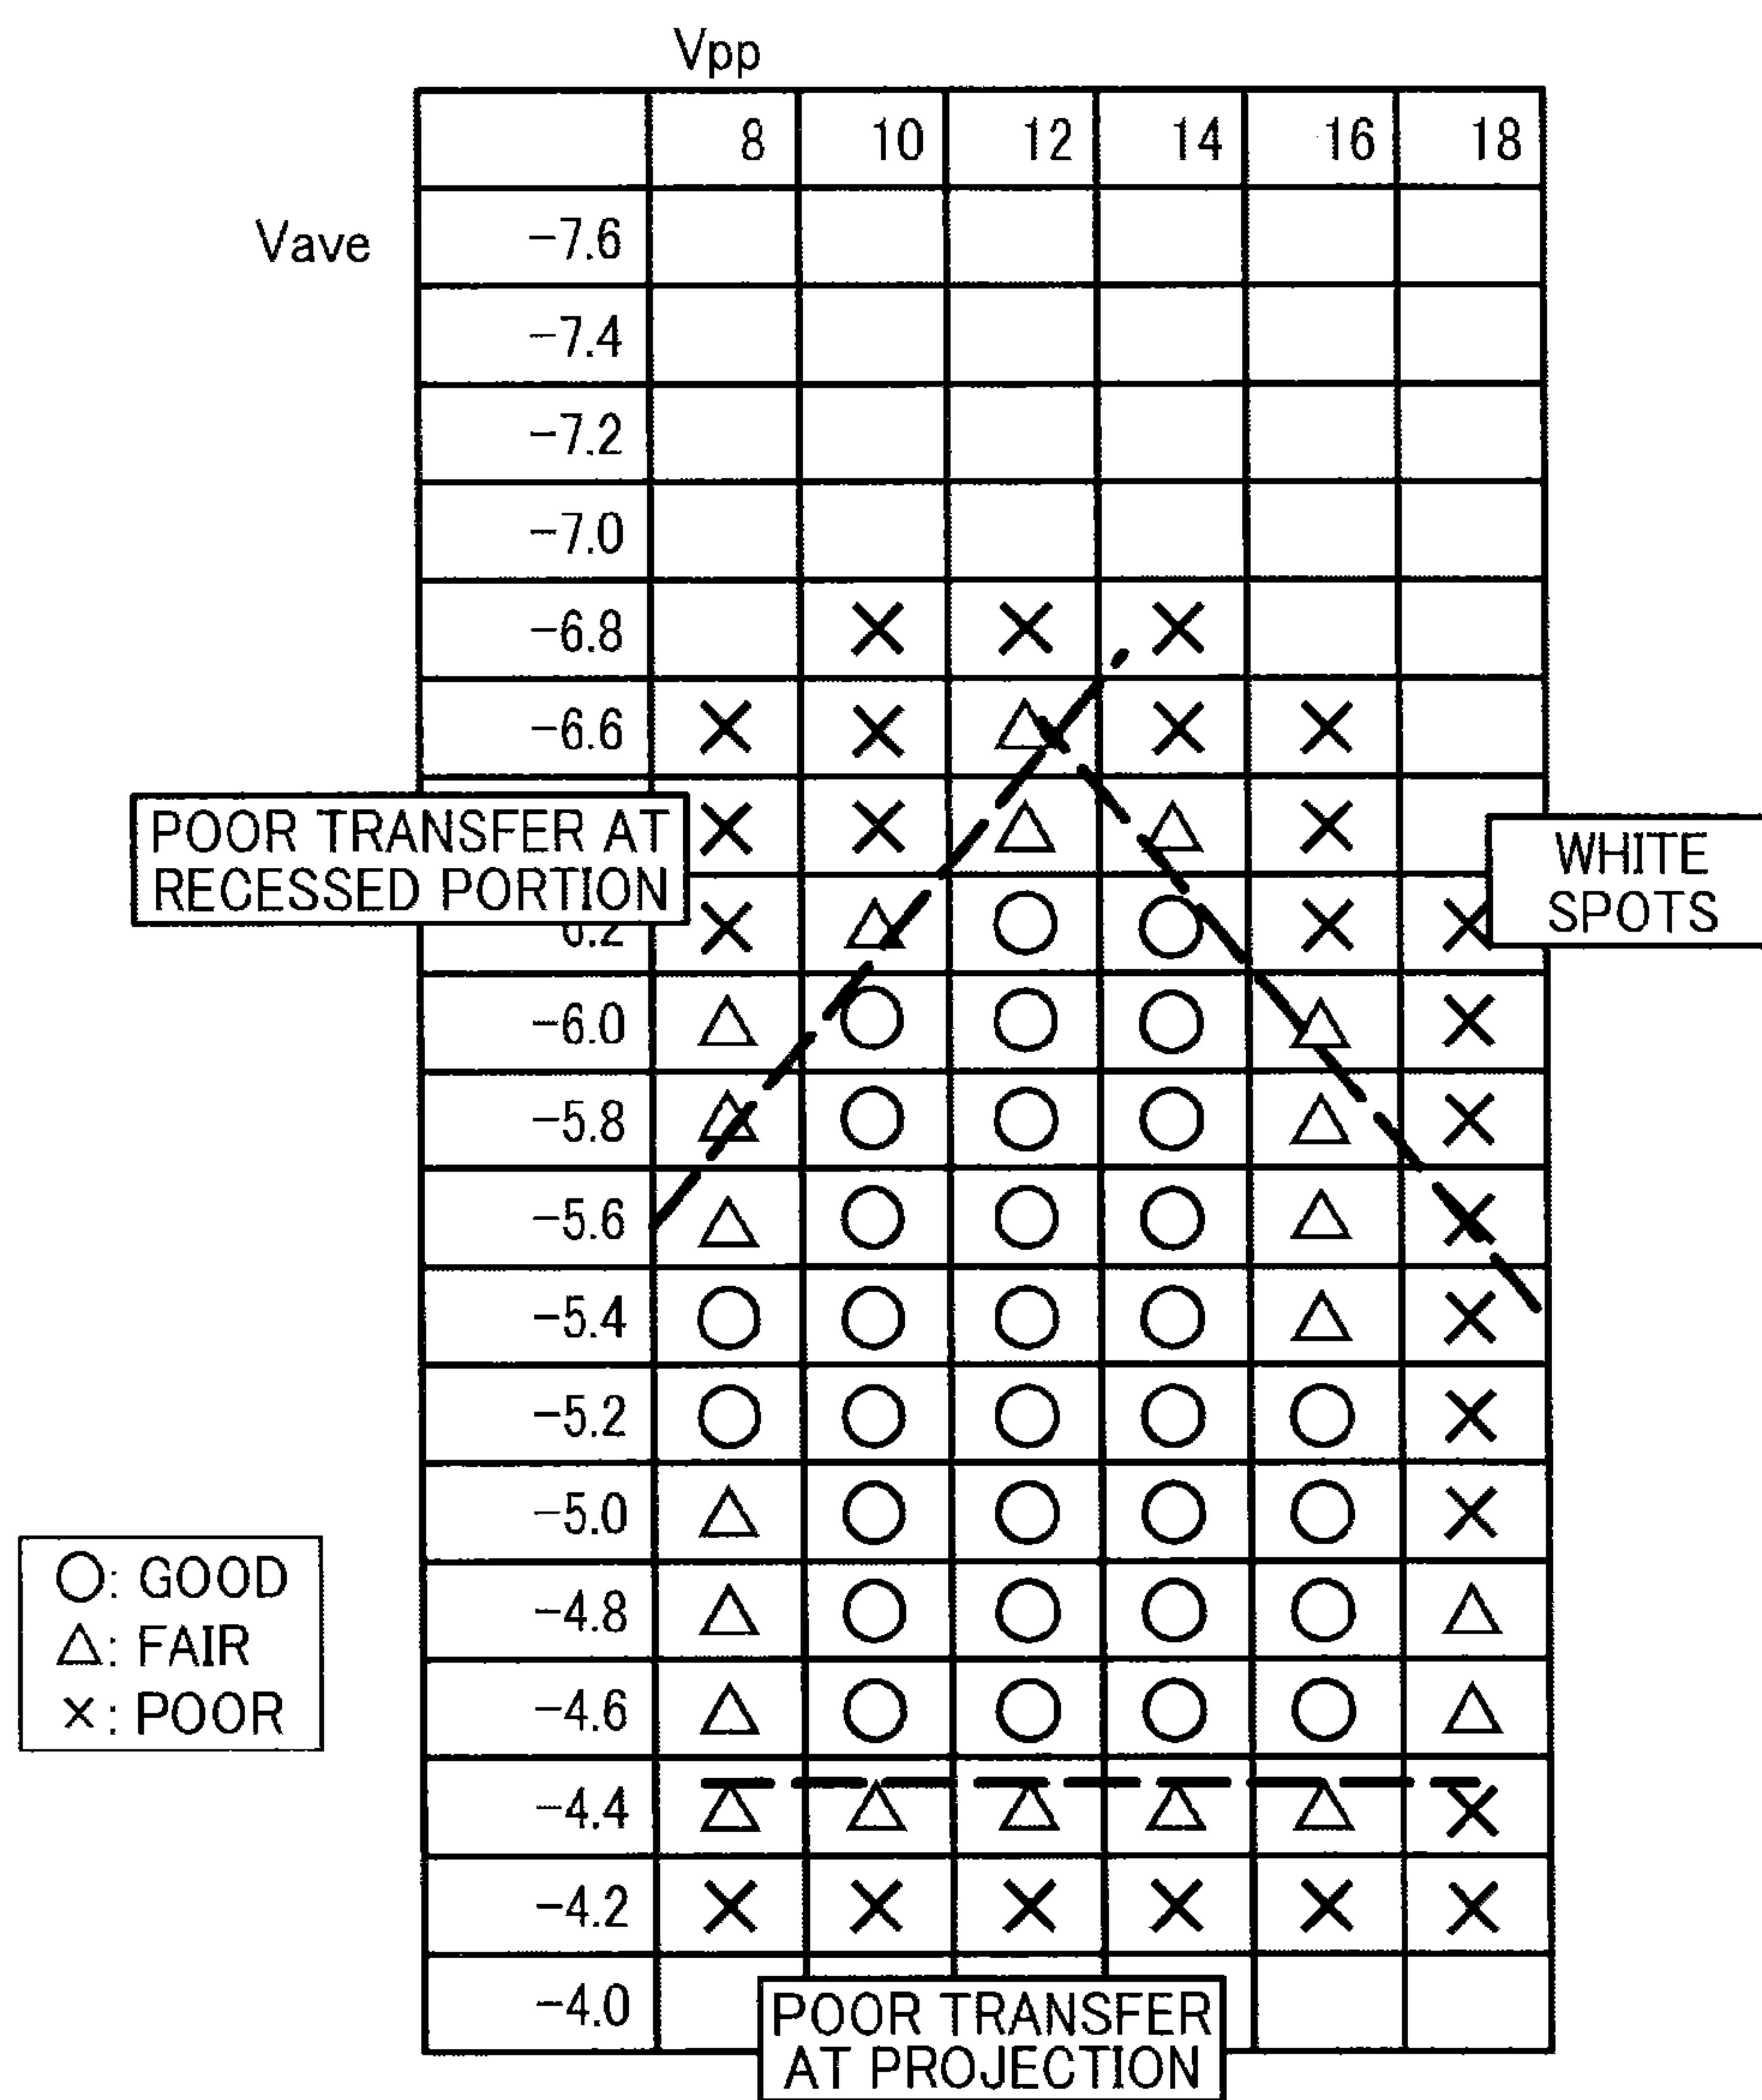 Vpp
8 10 12 14 16 18
Vave
-7.6
-7.4
-7.2
-7.0
-6.8 × × ×
-6.6 × × △ × ×
POOR TRANSFER AT
RECESSED PORTION
× × △ △ ×
WHITE
SPOTS
6.2 × △ ○ ○ × ×
-6.0 △ ○ ○ ○ △ ×
-5.8 △ ○ ○ ○ △ ×
-5.6 △ ○ ○ ○ △ ×
-5.4 ○ ○ ○ ○ △ ×
-5.2 ○ ○ ○ ○ ○ ×
-5.0 △ ○ ○ ○ ○ ×
-4.8 △ ○ ○ ○ ○ △
-4.6 △ ○ ○ ○ ○ △
-4.4 △ △ △ △ △ ×
-4.2 × × × × × ×
-4.0
○: GOOD
△: FAIR
×: POOR
POOR TRANSFER
AT PROJECTION